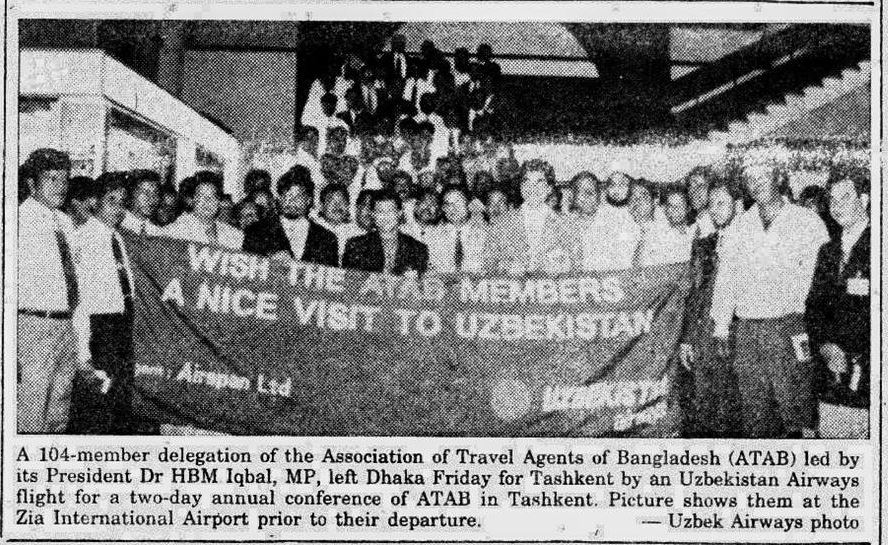 WISH THE ATAB MEMBERS
A NICE VISIT TO UZBEKISTAN
Airspan Ltd
UZBEKISTAN
A 104-member delegation of the Association of Travel Agents of Bangladesh (ATAB) led by
its President Dr HBM Iqbal, MP, left Dhaka Friday for Tashkent by an Uzbekistan Airways
flight for a two-day annual conference of ATAB in Tashkent. Picture shows them at the
Zia International Airport prior to their departure. — Uzbek Airways photo